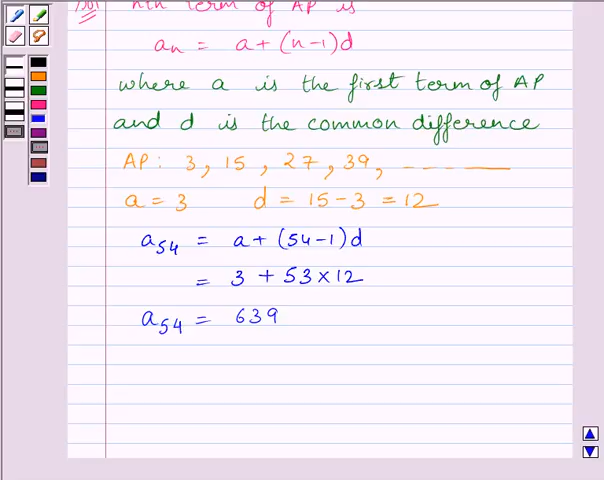 Sol nth term of AP is
aₙ = a + (n-1)d
where a is the first term of AP
and d is the common difference
AP : 3, 15, 27, 39, - - - - - -
a = 3 d = 15 - 3 = 12
a₅₄ = a + (54-1)d
= 3 + 53 × 12
a₅₄ = 639